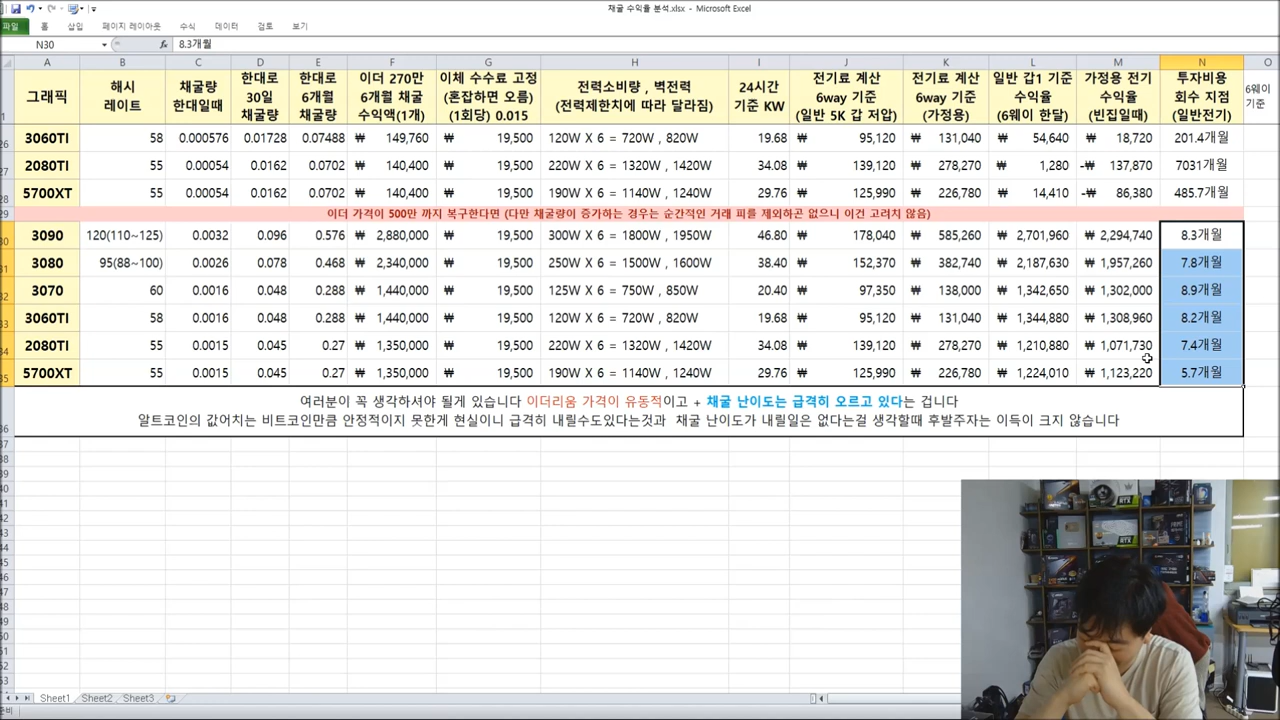 채굴 수익률 분석.xlsx - Microsoft Excel
파일 홈 삽입 페이지 레이아웃 수식 데이터 검토 보기
N30 fx 8.3개월
A B C D E F G H I J K L M N O
그래픽
해시
레이트
채굴량
한대일때
한대로
30일
채굴량
한대로
6개월
채굴량
이더 270만
6개월 채굴
수익액(1개)
이체 수수료 고정
(혼잡하면 오름)
(1회당) 0.015
전력소비량 , 벽전력
(전력제한치에 따라 달라짐)
24시간
기준 KW
전기료 계산
6way 기준
(일반 5K 갑 저압)
전기료 계산
6way 기준
(가정용)
일반 갑1 기준
수익율
(6웨이 한달)
가정용 전기
수익율
(빈집일때)
투자비용
회수 지점
(일반전기)
6웨이
기준
3060TI 58 0.000576 0.01728 0.07488 ₩ 149,760 ₩ 19,500 120W X 6 = 720W , 820W 19.68 ₩ 95,120 ₩ 131,040 ₩ 54,640 ₩ 18,720 201.4개월
2080TI 55 0.00054 0.0162 0.0702 ₩ 140,400 ₩ 19,500 220W X 6 = 1320W , 1420W 34.08 ₩ 139,120 ₩ 278,270 ₩ 1,280 -₩ 137,870 7031개월
5700XT 55 0.00054 0.0162 0.0702 ₩ 140,400 ₩ 19,500 190W X 6 = 1140W , 1240W 29.76 ₩ 125,990 ₩ 226,780 ₩ 14,410 -₩ 86,380 485.7개월
이더 가격이 500만 까지 복구한다면 (다만 채굴량이 증가하는 경우는 순간적인 거래 피를 제외하곤 없으니 이건 고려치 않음)
3090 120(110~125) 0.0032 0.096 0.576 ₩ 2,880,000 ₩ 19,500 300W X 6 = 1800W , 1950W 46.80 ₩ 178,040 ₩ 585,260 ₩ 2,701,960 ₩ 2,294,740 8.3개월
3080 95(88~100) 0.0026 0.078 0.468 ₩ 2,340,000 ₩ 19,500 250W X 6 = 1500W , 1600W 38.40 ₩ 152,370 ₩ 382,740 ₩ 2,187,630 ₩ 1,957,260 7.8개월
3070 60 0.0016 0.048 0.288 ₩ 1,440,000 ₩ 19,500 125W X 6 = 750W , 850W 20.40 ₩ 97,350 ₩ 138,000 ₩ 1,342,650 ₩ 1,302,000 8.9개월
3060TI 58 0.0016 0.048 0.288 ₩ 1,440,000 ₩ 19,500 120W X 6 = 720W , 820W 19.68 ₩ 95,120 ₩ 131,040 ₩ 1,344,880 ₩ 1,308,960 8.2개월
2080TI 55 0.0015 0.045 0.27 ₩ 1,350,000 ₩ 19,500 220W X 6 = 1320W , 1420W 34.08 ₩ 139,120 ₩ 278,270 ₩ 1,210,880 ₩ 1,071,730 7.4개월
5700XT 55 0.0015 0.045 0.27 ₩ 1,350,000 ₩ 19,500 190W X 6 = 1140W , 1240W 29.76 ₩ 125,990 ₩ 226,780 ₩ 1,224,010 ₩ 1,123,220 5.7개월
여러분이 꼭 생각하셔야 될게 있습니다 이더리움 가격이 유동적이고 + 채굴 난이도는 급격히 오르고 있다는 겁니다
알트코인의 값어치는 비트코인만큼 안정적이지 못한게 현실이니 급격히 내릴수도있다는것과 채굴 난이도가 내릴일은 없다는걸 생각할때 후발주자는 이득이 크지 않습니다
Sheet1 Sheet2 Sheet3